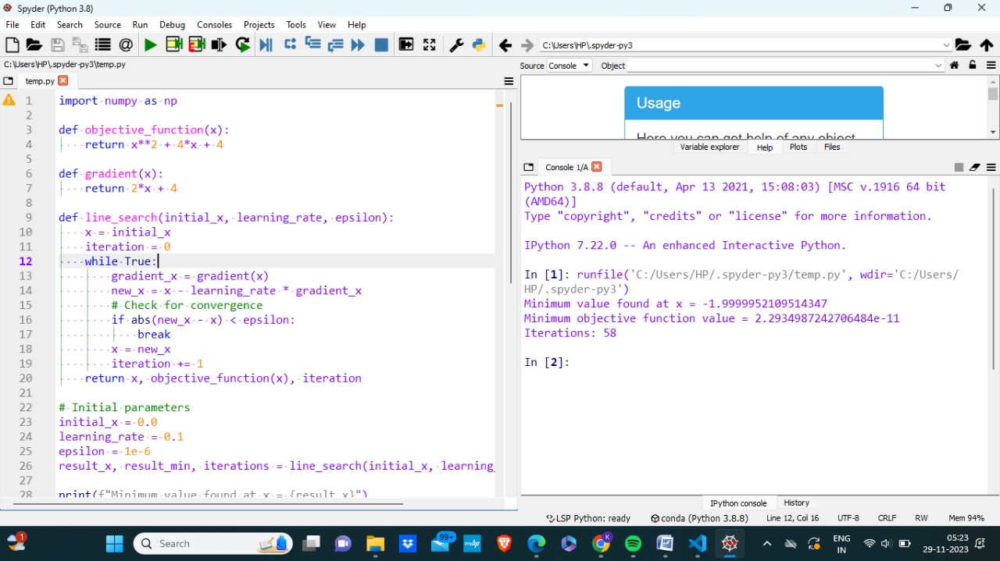 Spyder (Python 3.8)
File Edit Search Source Run Debug Consoles Projects Tools View Help
C:\Users\HP\.spyder-py3
C:\Users\HP\.spyder-py3\temp.py
Source Console Object
temp.py
1 import numpy as np
2
3 def objective_function(x):
4 return x**2 + 4*x + 4
5
6 def gradient(x):
7 return 2*x + 4
8
9 def line_search(initial_x, learning_rate, epsilon):
10 x = initial_x
11 iteration = 0
12 while True:
13 gradient_x = gradient(x)
14 new_x = x - learning_rate * gradient_x
15 # Check for convergence
16 if abs(new_x - x) < epsilon:
17 break
18 x = new_x
19 iteration += 1
20 return x, objective_function(x), iteration
21
22 # Initial parameters
23 initial_x = 0.0
24 learning_rate = 0.1
25 epsilon = 1e-6
26 result_x, result_min, iterations = line_search(initial_x, learning_
27
28 print(f"Minimum value found at x = {result_x}")
Usage
Here you can get help of any object
Variable explorer Help Plots Files
Console 1/A
Python 3.8.8 (default, Apr 13 2021, 15:08:03) [MSC v.1916 64 bit
(AMD64)]
Type "copyright", "credits" or "license" for more information.
IPython 7.22.0 -- An enhanced Interactive Python.
In [1]: runfile('C:/Users/HP/.spyder-py3/temp.py', wdir='C:/Users/
HP/.spyder-py3')
Minimum value found at x = -1.9999952109514347
Minimum objective function value = 2.2934987242706484e-11
Iterations: 58
In [2]:
IPython console History
LSP Python: ready conda (Python 3.8.8) Line 12, Col 16 UTF-8 CRLF RW Mem 94%
1 Search 99+ mhp K ENG 05:23
IN 29-11-2023